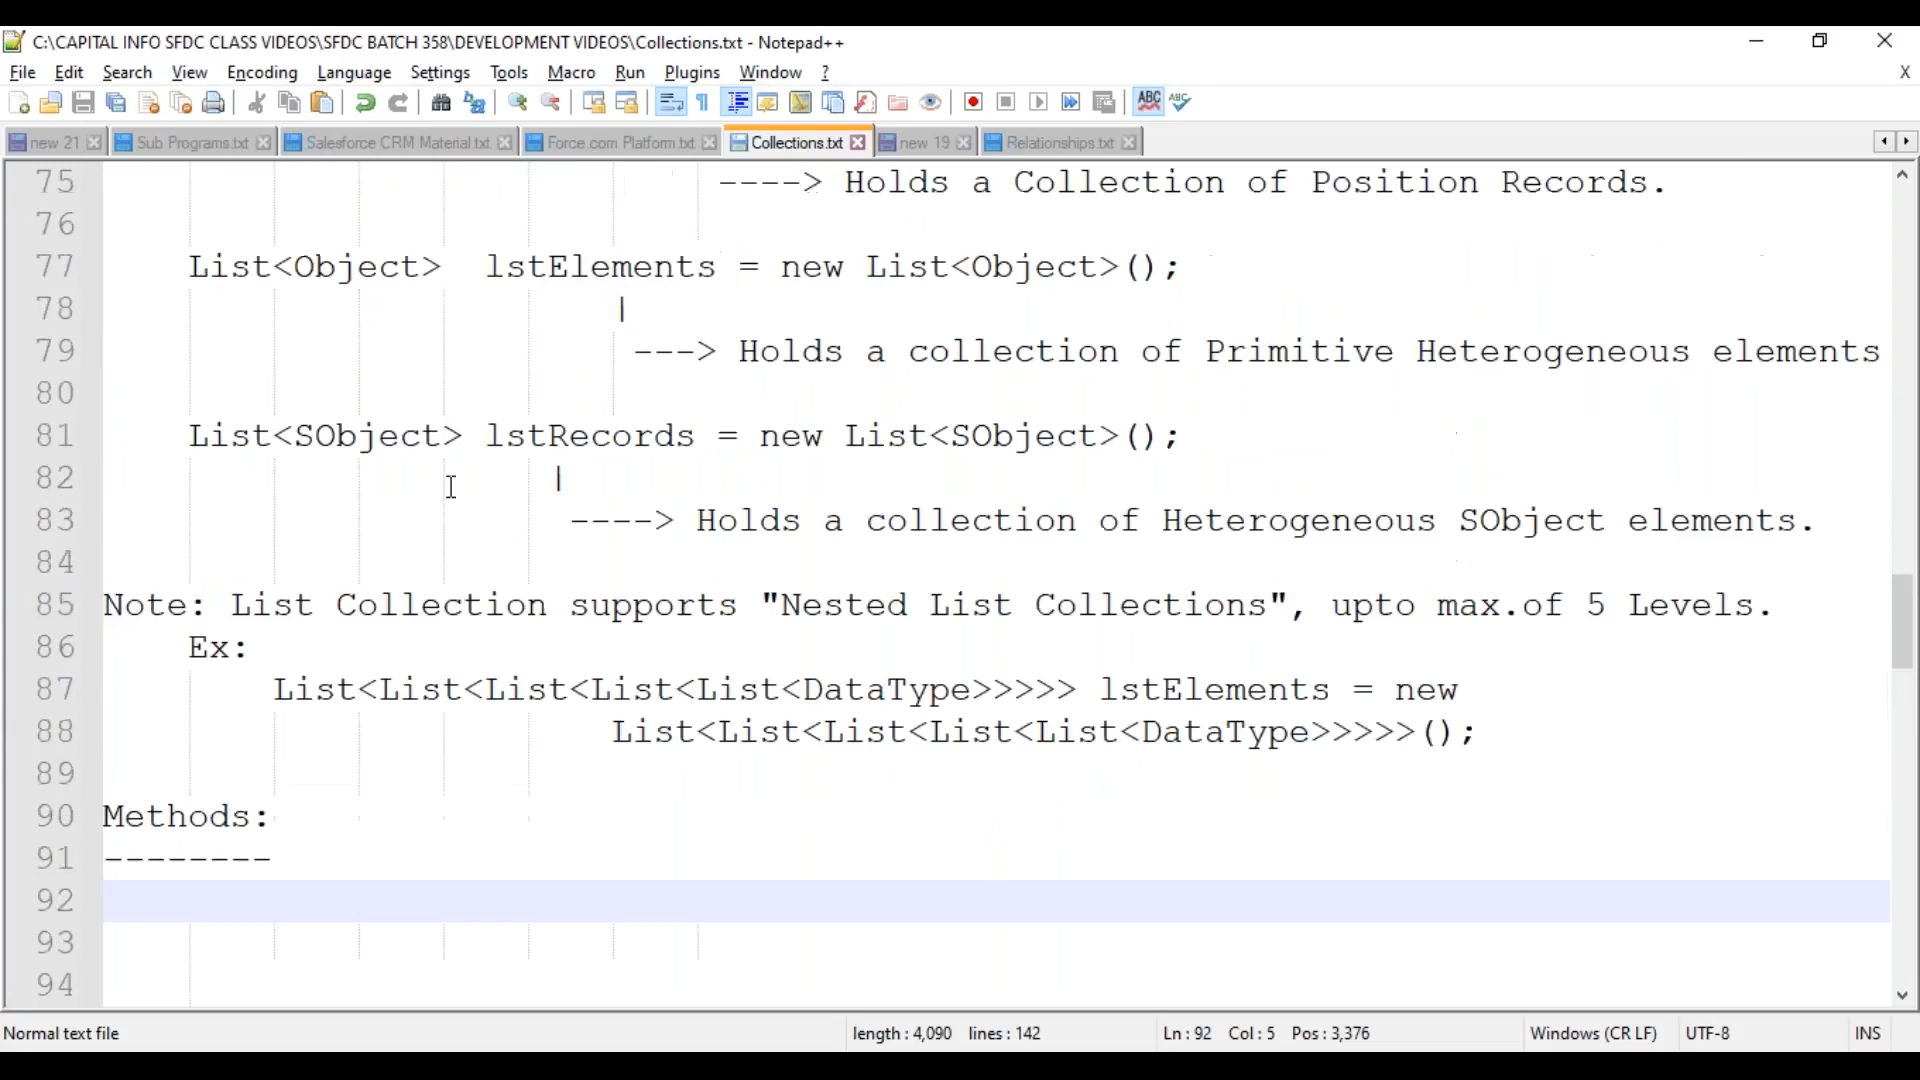 C:\CAPITAL INFO SFDC CLASS VIDEOS\SFDC BATCH 358\DEVELOPMENT VIDEOS\Collections.txt - Notepad++
File Edit Search View Encoding Language Settings Tools Macro Run Plugins Window ? X
new 21 Sub Programs.txt Salesforce CRM Material.txt Force.com Platform.txt Collections.txt new 19 Relationships.txt
75 ----> Holds a Collection of Position Records.
76
77 List<Object> lstElements = new List<Object>();
78 |
79 ---> Holds a collection of Primitive Heterogeneous elements
80
81 List<SObject> lstRecords = new List<SObject>();
82 |
83 ----> Holds a collection of Heterogeneous SObject elements.
84
85 Note: List Collection supports "Nested List Collections", upto max.of 5 Levels.
86 Ex:
87 List<List<List<List<List<DataType>>>>> lstElements = new
88 List<List<List<List<List<DataType>>>>>();
89
90 Methods:
91 --------
92
93
94
Normal text file length : 4,090 lines : 142 Ln : 92 Col : 5 Pos : 3,376 Windows (CR LF) UTF-8 INS